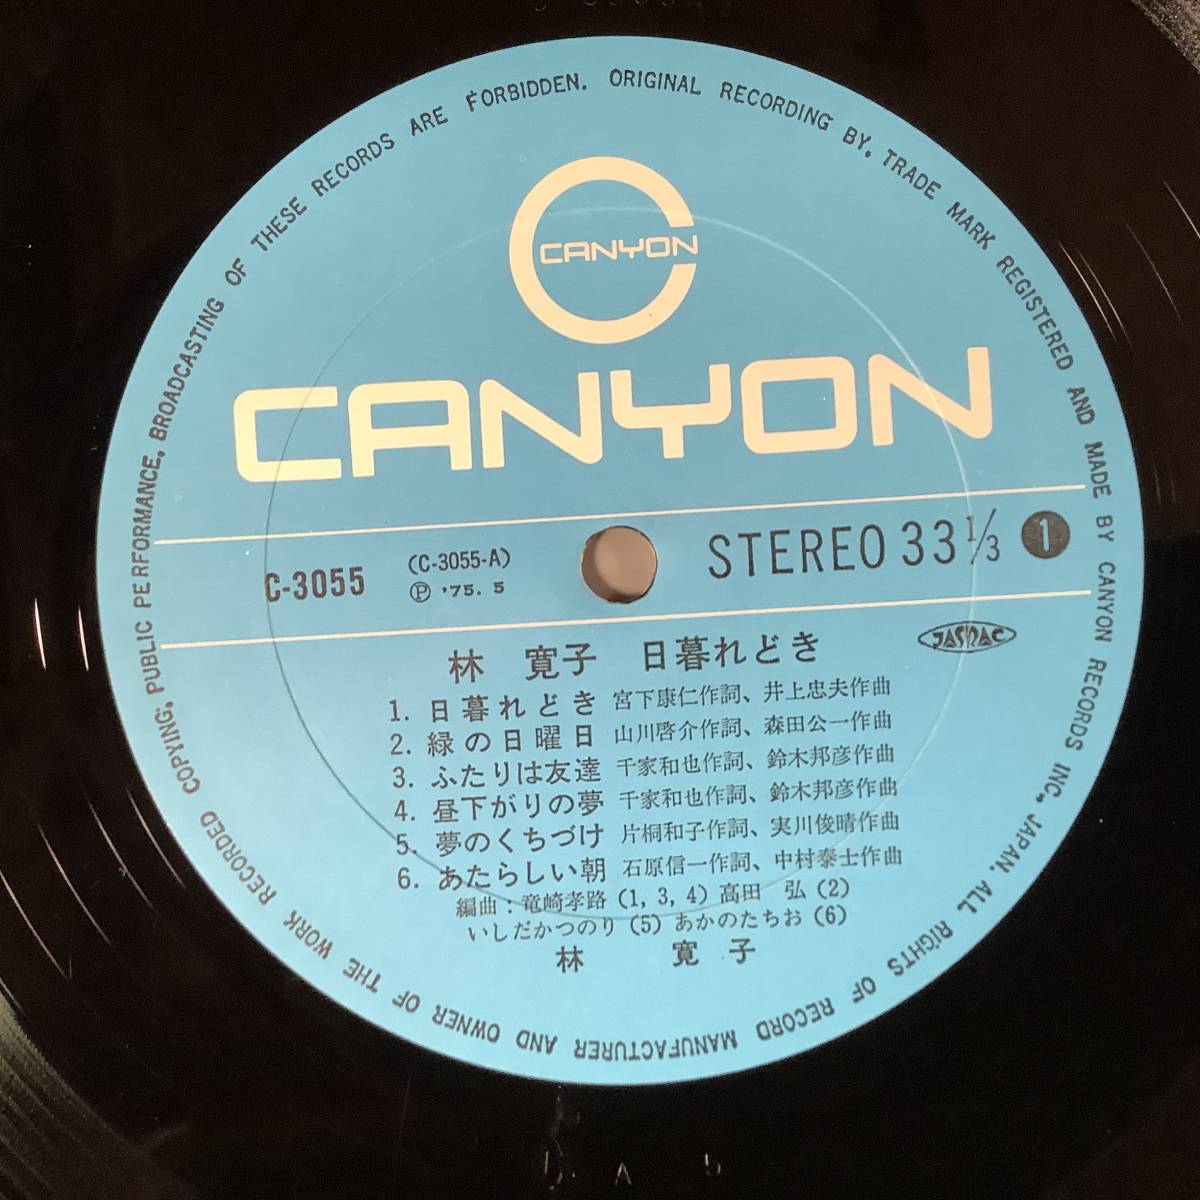 ORIGINAL RECORDING BY. TRADE MARK REGISTERED AND MADE BY CANYON RECORDS INC., JAPAN. ALL RIGHTS OF RECORD MANUFACTURER AND OWNER OF THE WORK RECORDED COPYING; PUBLIC PERFORMANCE, BROADCASTING OF THESE RECORDS ARE FORBIDDEN.
CANYON
CANYON
C-3055
(C-3055-A)
Ⓟ '75. 5
STEREO 33 1/3
1
JASRAC
林 寛子 日暮れどき
1. 日暮れどき 宮下康仁作詞、井上忠夫作曲
2. 緑の日曜日 山川啓介作詞、森田公一作曲
3. ふたりは友達 千家和也作詞、鈴木邦彦作曲
4. 昼下がりの夢 千家和也作詞、鈴木邦彦作曲
5. 夢のくちづけ 片桐和子作詞、実川俊晴作曲
6. あたらしい朝 石原信一作詞、中村泰士作曲
編曲：竜崎孝路 (1, 3, 4) 高田 弘 (2)
いしだかつのり (5) あかのたちお (6)
林 寛子